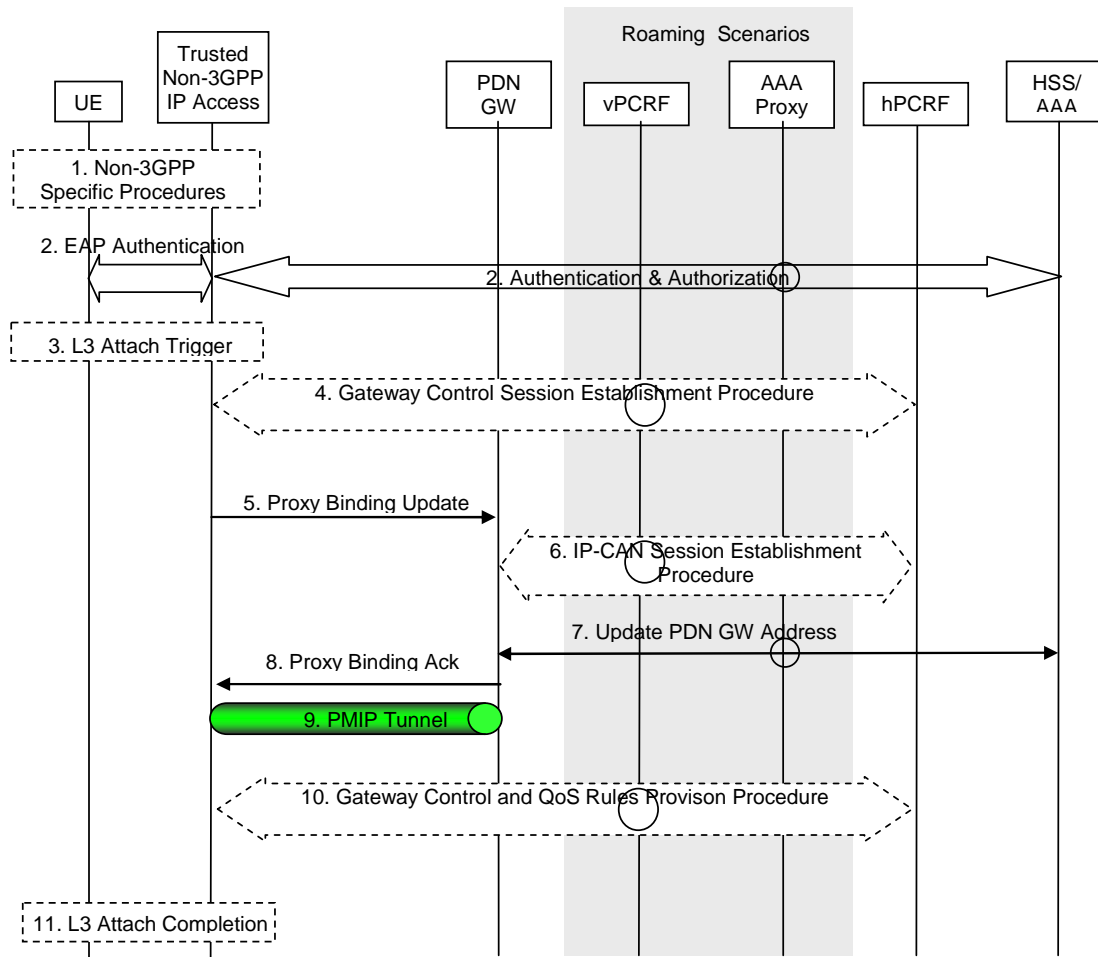 Roaming Scenarios
UE
Trusted
Non-3GPP
IP Access
PDN
GW
vPCRF
AAA
Proxy
hPCRF
HSS/
AAA
1. Non-3GPP
Specific Procedures
2. EAP Authentication
2. Authentication & Authorization
3. L3 Attach Trigger
4. Gateway Control Session Establishment Procedure
5. Proxy Binding Update
6. IP-CAN Session Establishment
Procedure
7. Update PDN GW Address
8. Proxy Binding Ack
9. PMIP Tunnel
10. Gateway Control and QoS Rules Provison Procedure
11. L3 Attach Completion